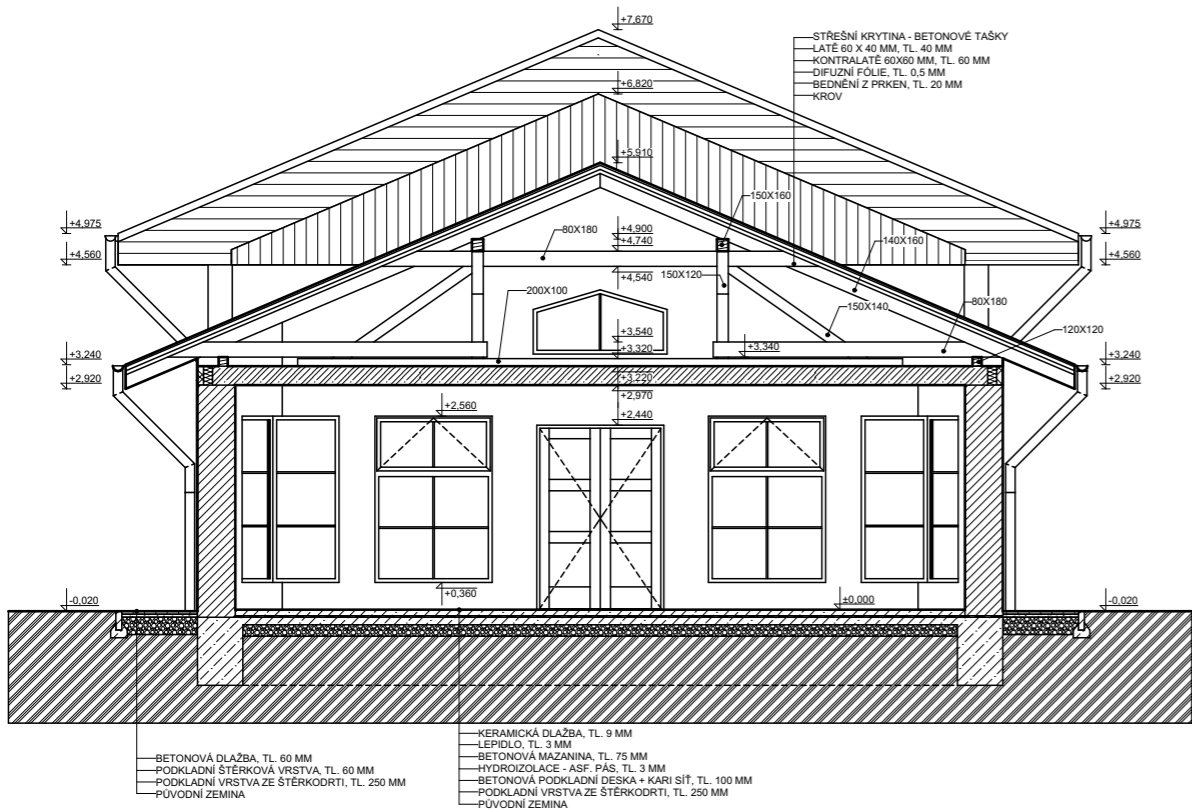 +7,670
STŘEŠNÍ KRYTINA - BETONOVÉ TAŠKY
LATĚ 60 X 40 MM, TL. 40 MM
KONTRALATĚ 60X60 MM, TL. 60 MM
DIFUZNÍ FÓLIE, TL. 0,5 MM
BEDNĚNÍ Z PRKEN, TL. 20 MM
KROV
+6,820
+5,910
150X160
+4,975
+4,900
+4,975
80X180
+4,740
140X160
+4,560
+4,540
150X120
+4,560
200X100
150X140
80X180
120X120
+3,540
+3,340
+3,240
+3,320
+3,240
+2,920
+3,220
+2,920
+2,970
+2,560
+2,440
+0,360
-0,020
±0,000
-0,020
KERAMICKÁ DLAŽBA, TL. 9 MM
LEPIDLO, TL. 3 MM
BETONOVÁ MAZANINA, TL. 75 MM
HYDROIZOLACE - ASF. PÁS, TL. 3 MM
BETONOVÁ PODKLADNÍ DESKA + KARI SÍŤ, TL. 100 MM
PODKLADNÍ VRSTVA ZE ŠTĚRKODRTI, TL. 250 MM
PŮVODNÍ ZEMINA
BETONOVÁ DLAŽBA, TL. 60 MM
PODKLADNÍ ŠTĚRKOVÁ VRSTVA, TL. 60 MM
PODKLADNÍ VRSTVA ZE ŠTĚRKODRTI, TL. 250 MM
PŮVODNÍ ZEMINA